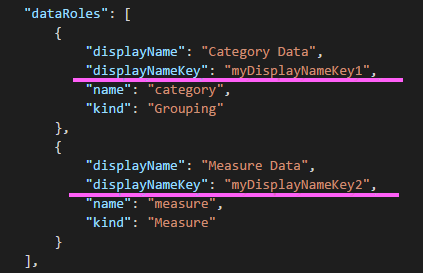 "dataRoles": [
{
"displayName": "Category Data",
"displayNameKey": "myDisplayNameKey1",
"name": "category",
"kind": "Grouping"
},
{
"displayName": "Measure Data",
"displayNameKey": "myDisplayNameKey2",
"name": "measure",
"kind": "Measure"
}
],